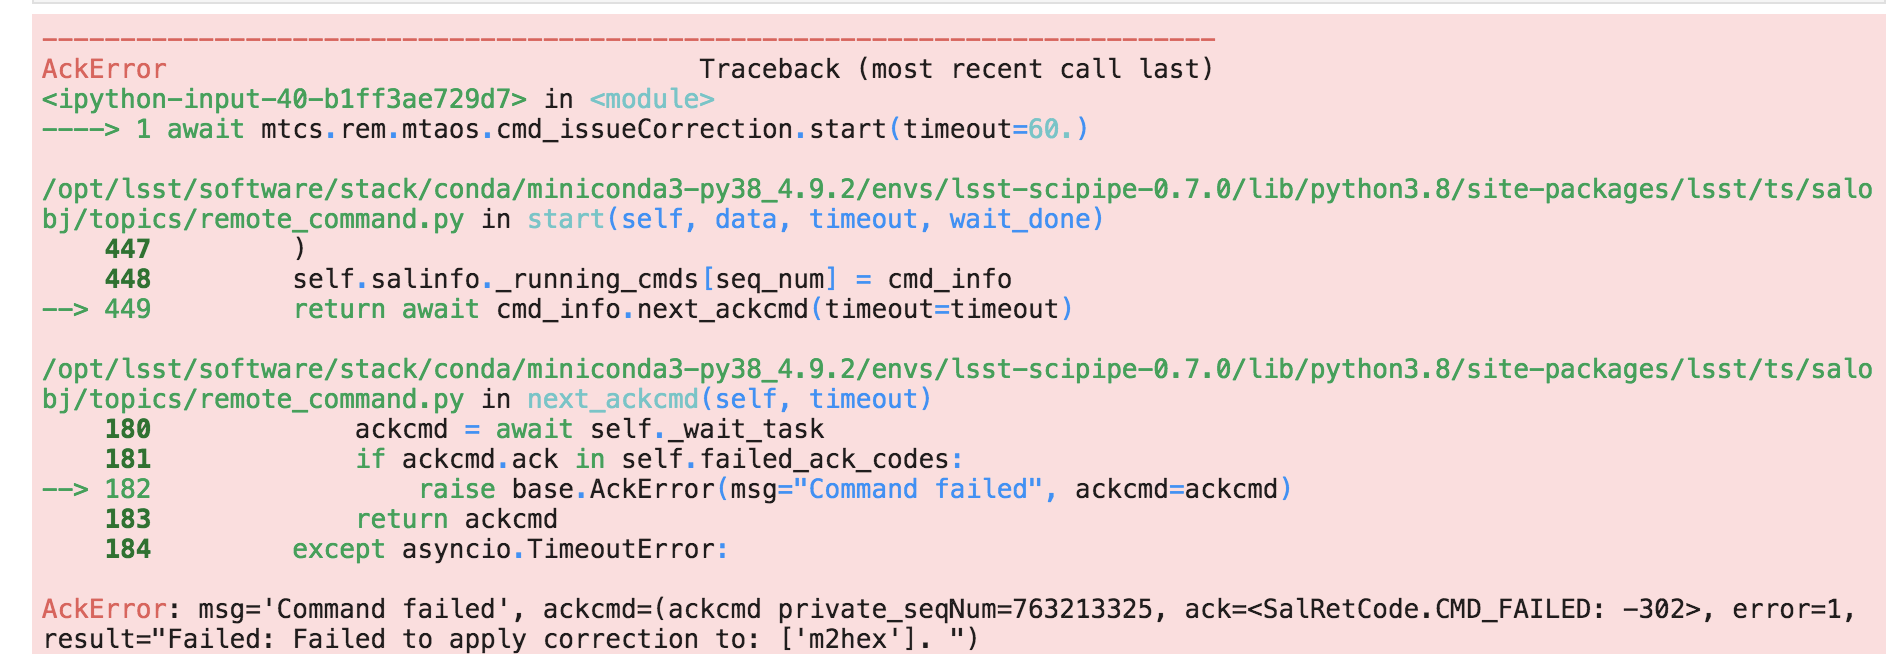 ---------------------------------------------------------------------------
AckError                                  Traceback (most recent call last)
<ipython-input-40-b1ff3ae729d7> in <module>
----> 1 await mtcs.rem.mtaos.cmd_issueCorrection.start(timeout=60.)

/opt/lsst/software/stack/conda/miniconda3-py38_4.9.2/envs/lsst-scipipe-0.7.0/lib/python3.8/site-packages/lsst/ts/salo
bj/topics/remote_command.py in start(self, data, timeout, wait_done)
    447         )
    448         self.salinfo._running_cmds[seq_num] = cmd_info
--> 449         return await cmd_info.next_ackcmd(timeout=timeout)

/opt/lsst/software/stack/conda/miniconda3-py38_4.9.2/envs/lsst-scipipe-0.7.0/lib/python3.8/site-packages/lsst/ts/salo
bj/topics/remote_command.py in next_ackcmd(self, timeout)
    180             ackcmd = await self._wait_task
    181             if ackcmd.ack in self.failed_ack_codes:
--> 182                 raise base.AckError(msg="Command failed", ackcmd=ackcmd)
    183             return ackcmd
    184         except asyncio.TimeoutError:

AckError: msg='Command failed', ackcmd=(ackcmd private_seqNum=763213325, ack=<SalRetCode.CMD_FAILED: -302>, error=1,
result="Failed: Failed to apply correction to: ['m2hex']. ")